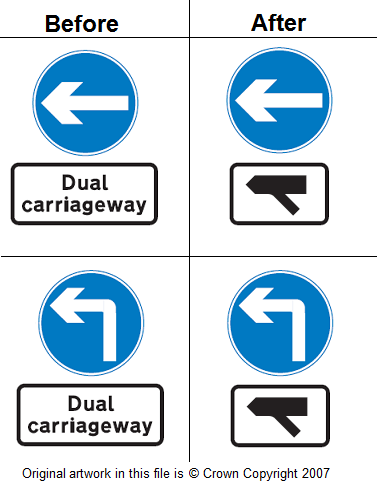 Before
After
Dual
carriageway
Dual
carriageway
Original artwork in this file is © Crown Copyright 2007